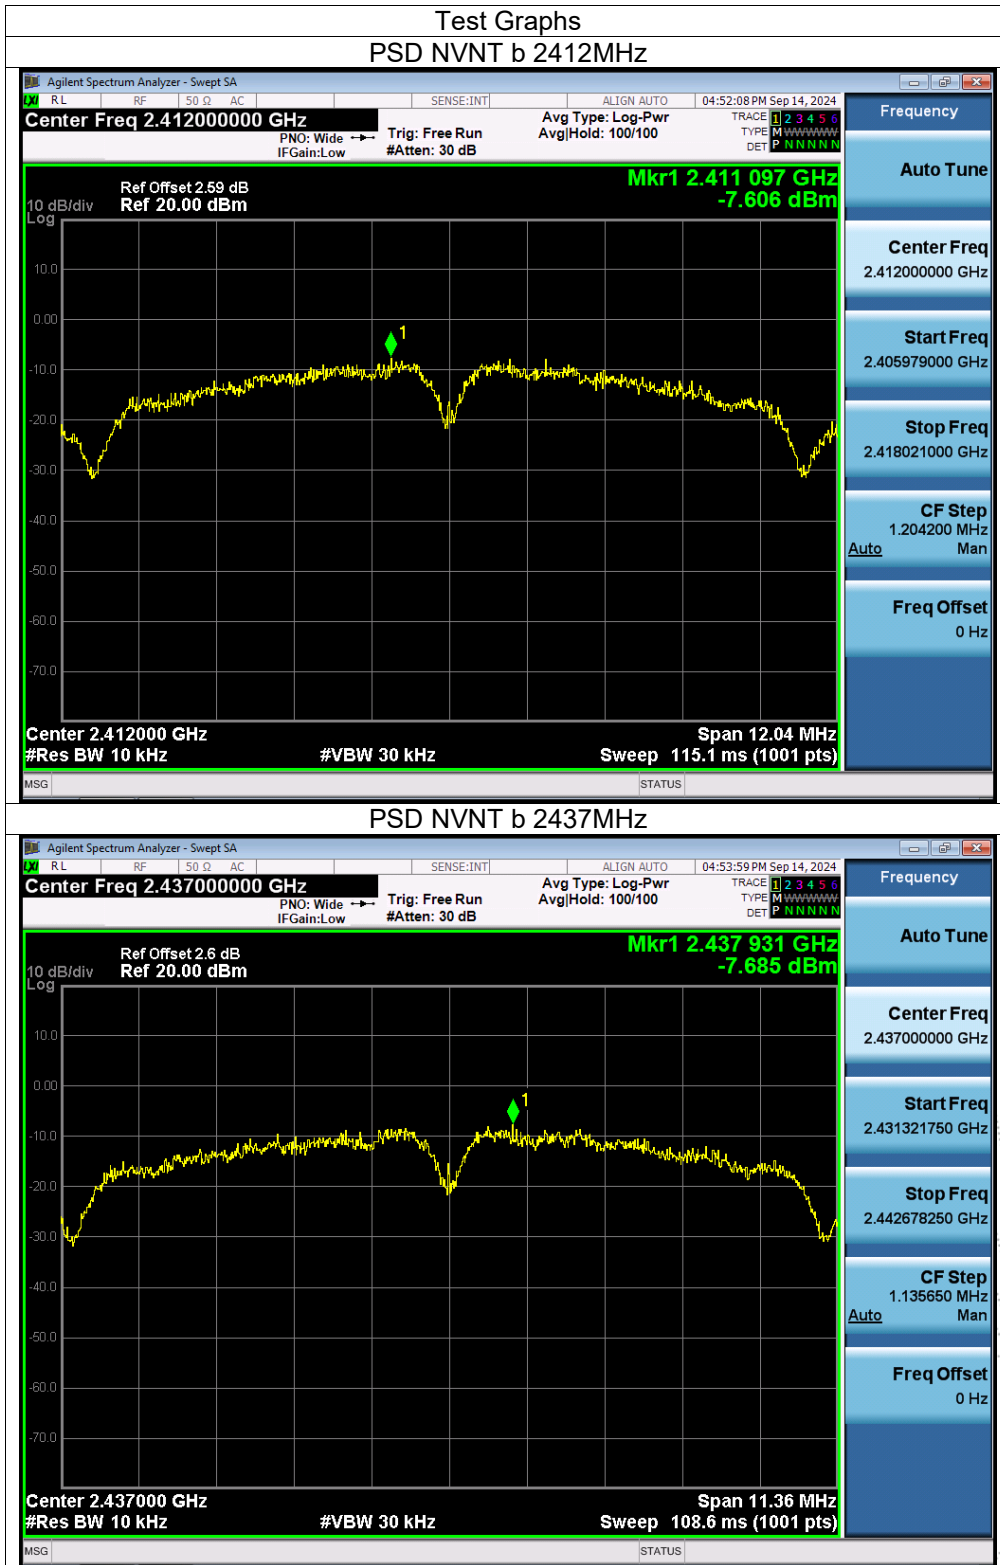 Test Graphs
PSD NVNT b 2412MHz
Agilent Spectrum Analyzer - Swept SA
LXI RL RF 50 Ω AC SENSE:INT ALIGN AUTO 04:52:08 PM Sep 14, 2024
Center Freq 2.412000000 GHz
PNO: Wide
IFGain:Low
Trig: Free Run
#Atten: 30 dB
Avg Type: Log-Pwr
Avg|Hold: 100/100
TRACE 1 2 3 4 5 6
TYPE M W W W W W
DET P N N N N N
Mkr1 2.411 097 GHz
-7.606 dBm
Ref Offset 2.59 dB
10 dB/div Ref 20.00 dBm
Log
10.0
0.00
-10.0
-20.0
-30.0
-40.0
-50.0
-60.0
-70.0
1
Center 2.412000 GHz Span 12.04 MHz
#Res BW 10 kHz #VBW 30 kHz Sweep 115.1 ms (1001 pts)
MSG STATUS
Frequency
Auto Tune
Center Freq
2.412000000 GHz
Start Freq
2.405979000 GHz
Stop Freq
2.418021000 GHz
CF Step
1.204200 MHz
Auto Man
Freq Offset
0 Hz
PSD NVNT b 2437MHz
Agilent Spectrum Analyzer - Swept SA
LXI RL RF 50 Ω AC SENSE:INT ALIGN AUTO 04:53:59 PM Sep 14, 2024
Center Freq 2.437000000 GHz
PNO: Wide
IFGain:Low
Trig: Free Run
#Atten: 30 dB
Avg Type: Log-Pwr
Avg|Hold: 100/100
TRACE 1 2 3 4 5 6
TYPE M W W W W W
DET P N N N N N
Mkr1 2.437 931 GHz
-7.685 dBm
Ref Offset 2.6 dB
10 dB/div Ref 20.00 dBm
Log
10.0
0.00
-10.0
-20.0
-30.0
-40.0
-50.0
-60.0
-70.0
1
Center 2.437000 GHz Span 11.36 MHz
#Res BW 10 kHz #VBW 30 kHz Sweep 108.6 ms (1001 pts)
MSG STATUS
Frequency
Auto Tune
Center Freq
2.437000000 GHz
Start Freq
2.431321750 GHz
Stop Freq
2.442678250 GHz
CF Step
1.135650 MHz
Auto Man
Freq Offset
0 Hz